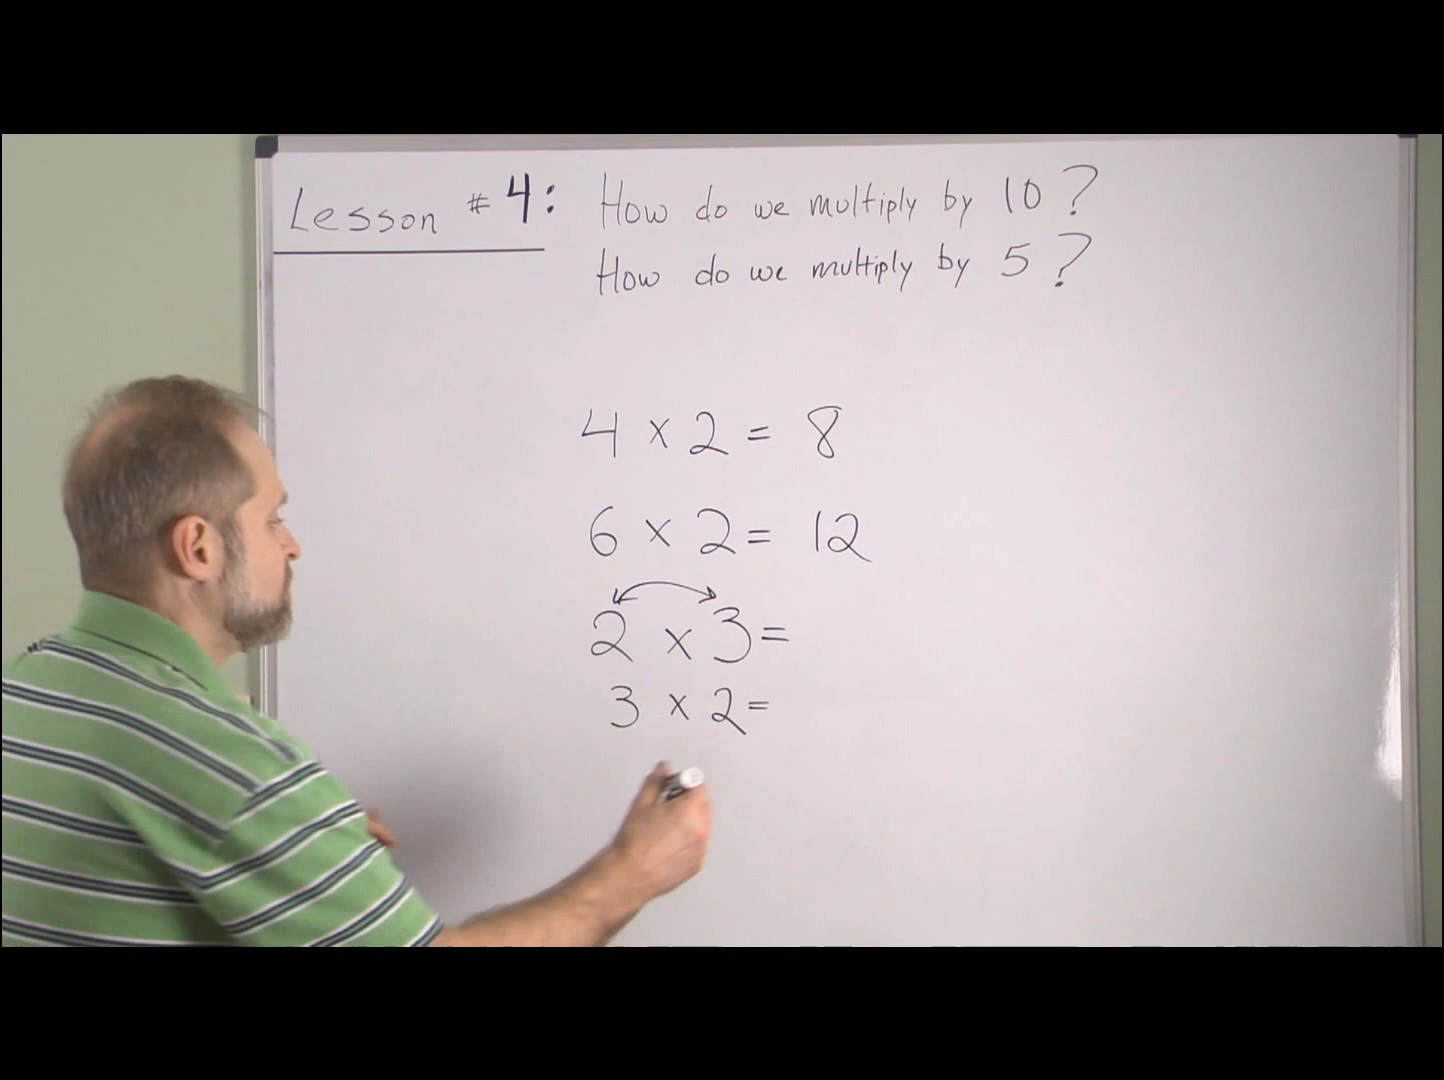 Lesson # 4: How do we multiply by 10?
How do we multiply by 5?
4 × 2 = 8
6 × 2 = 12
2 × 3 =
3 × 2 =